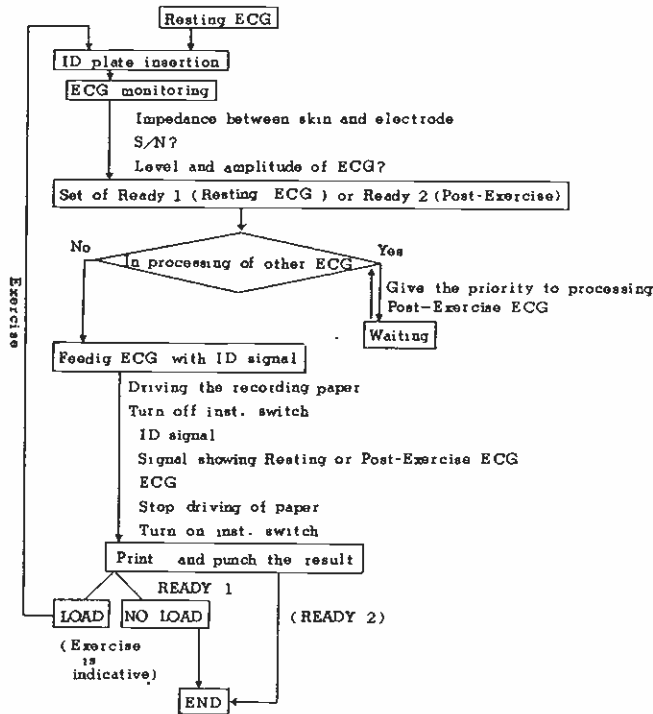 Resting ECG
ID plate insertion
ECG monitoring
Impedance between skin and electrode
S/N?
Level and amplitude of ECG?
Set of Ready 1 (Resting ECG) or Ready 2 (Post-Exercise)
No
In processing of other ECG
Yes
Give the priority to processing
Post-Exercise ECG
Waiting
Exercise
Feedig ECG with ID signal
Driving the recording paper
Turn off inst. switch
ID signal
Signal showing Resting or Post-Exercise ECG
ECG
Stop driving of paper
Turn on inst. switch
Print and punch the result
READY 1
LOAD
NO LOAD
(READY 2)
(Exercise
is
indicative)
END